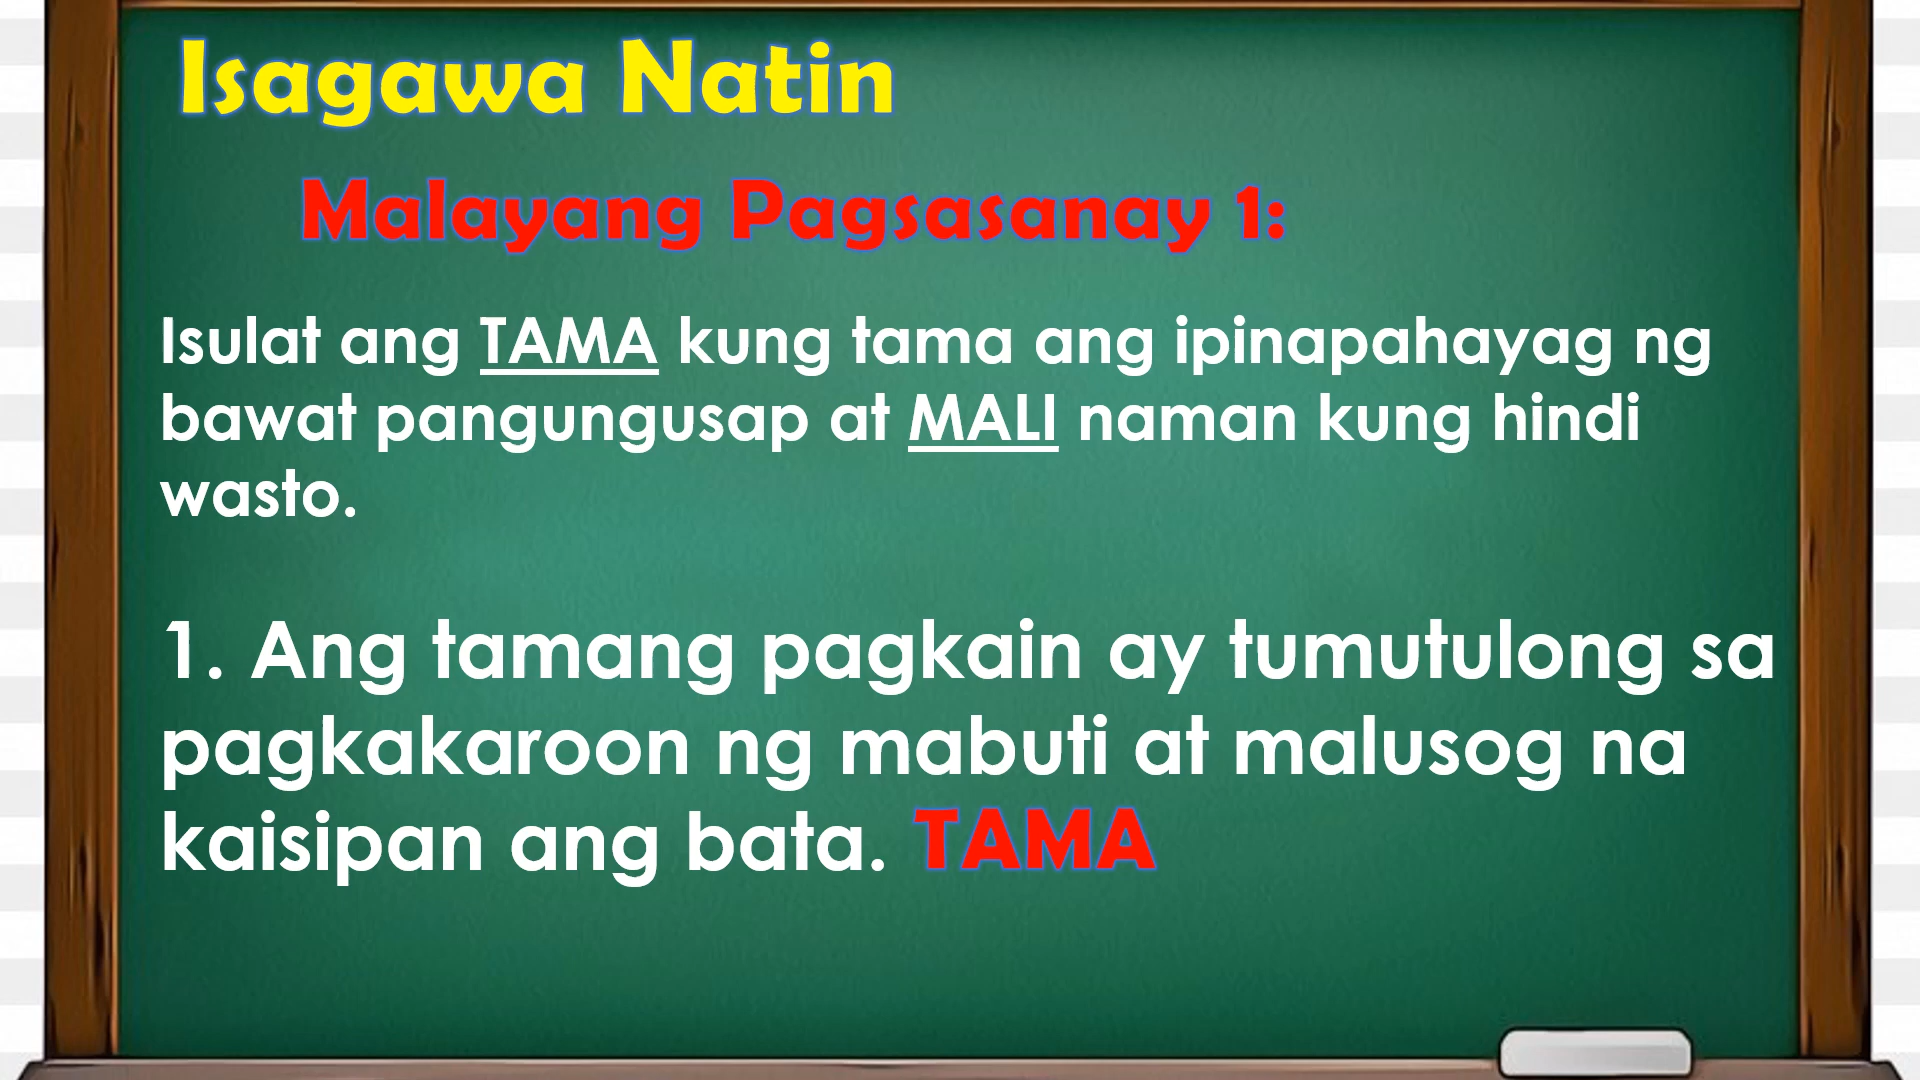 Isagawa Natin
Malayang Pagsasanay 1:
Isulat ang TAMA kung tama ang ipinapahayag ng
bawat pangungusap at MALI naman kung hindi
wasto.
1. Ang tamang pagkain ay tumutulong sa
pagkakaroon ng mabuti at malusog na
kaisipan ang bata. TAMA